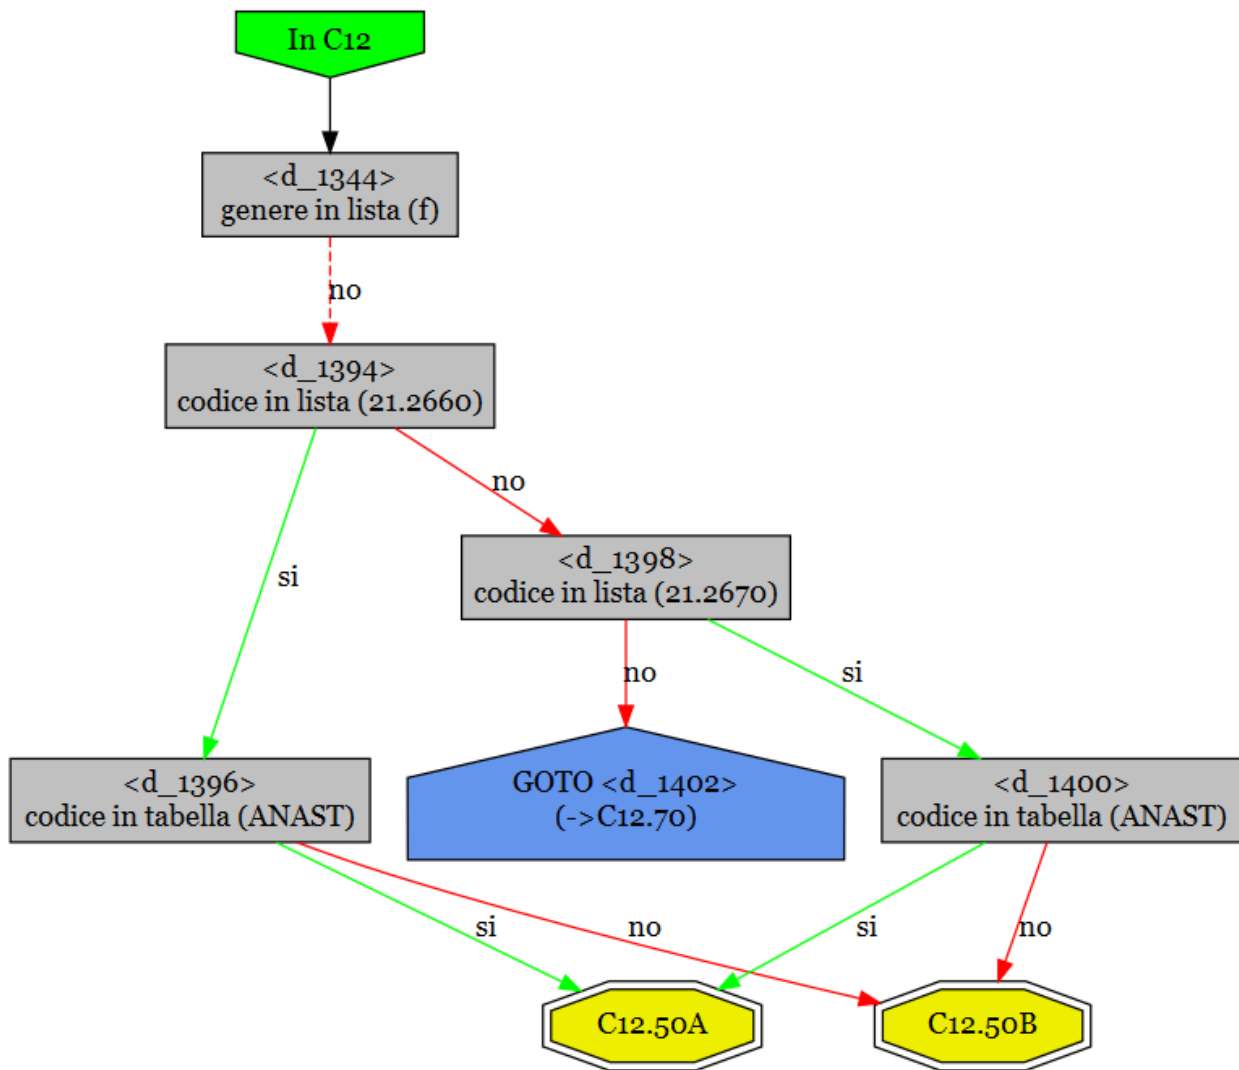 In C12
<d_1344>
genere in lista (f)
no
<d_1394>
codice in lista (21.2660)
no
<d_1398>
codice in lista (21.2670)
si
no
si
<d_1396>
codice in tabella (ANAST)
GOTO <d_1402>
(->C12.70)
<d_1400>
codice in tabella (ANAST)
si
no
si
no
C12.50A
C12.50B